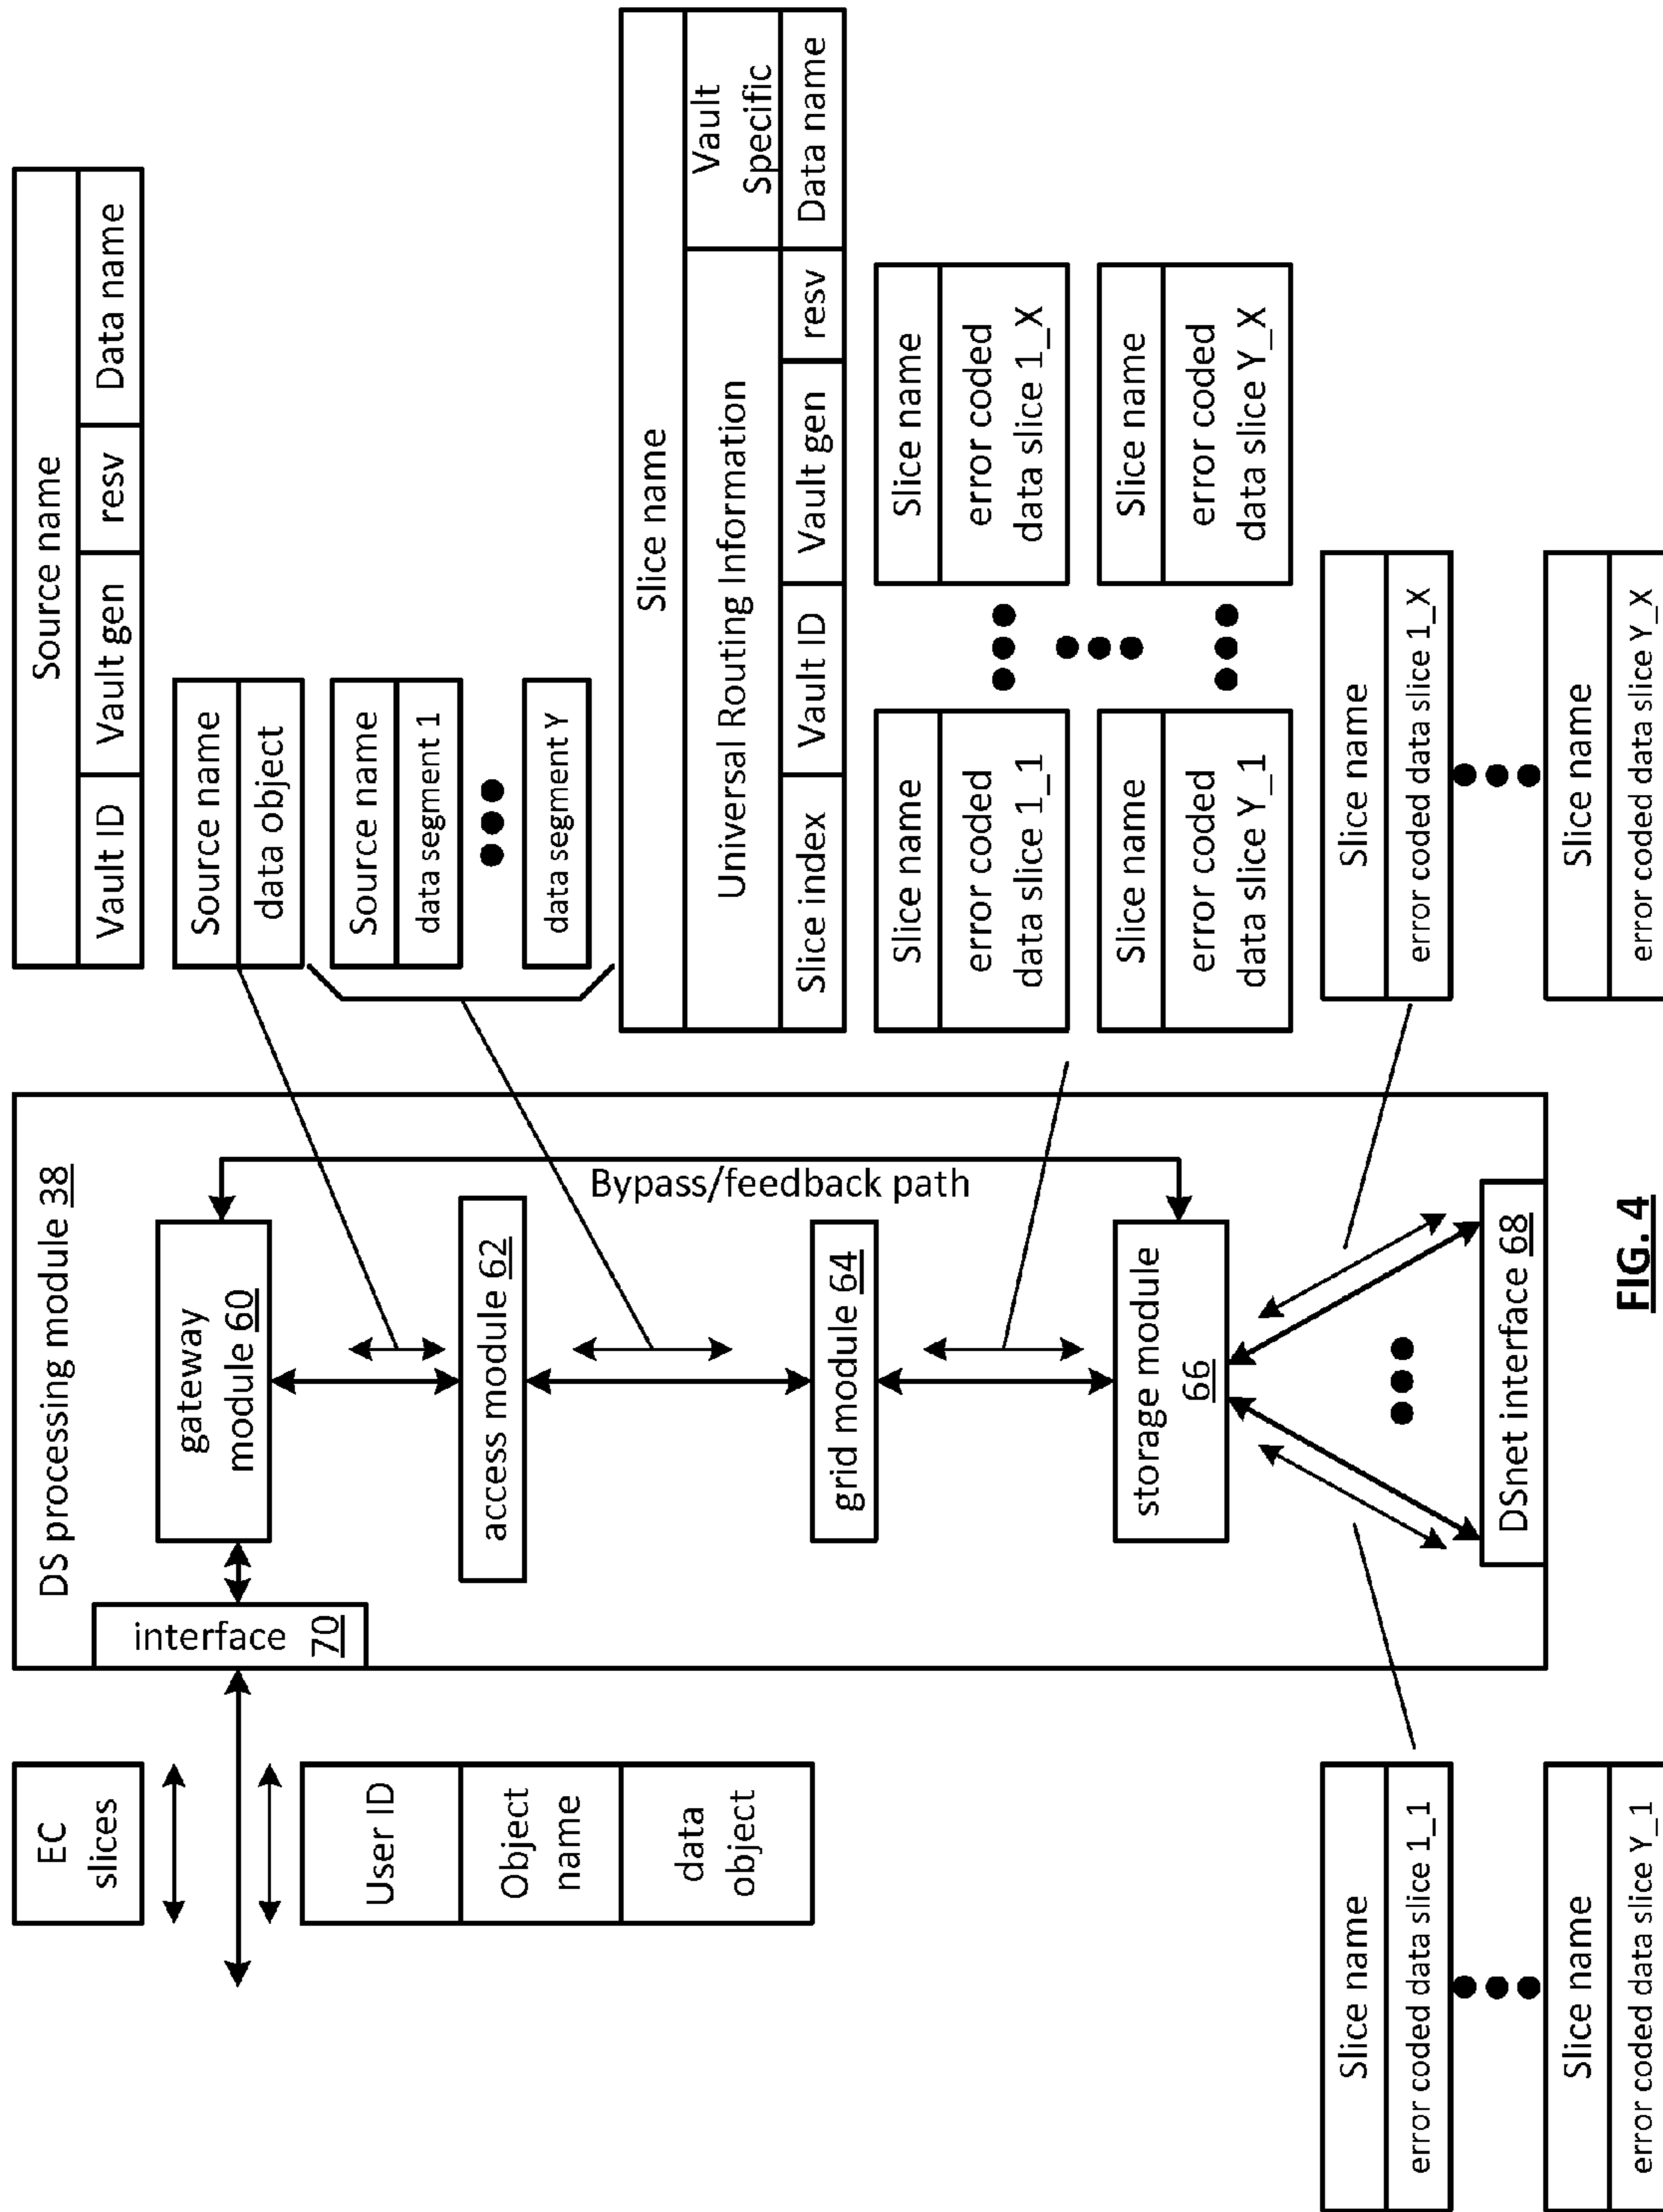 DS processing module 38
interface 70
gateway
module 60
access module 62
grid module 64
storage module
66
DSnet interface 68
Bypass/feedback path
EC
slices
User ID
Object
name
data
object
Slice name
error coded data slice 1_1
Slice name
error coded data slice Y_1
Source name
Vault ID
Vault gen
resv
Data name
Source name
data object
Source name
data segment 1
data segment Y
Slice name
Universal Routing Information
Vault
Specific
Slice index
Vault ID
Vault gen
resv
Data name
Slice name
error coded
data slice 1_1
Slice name
error coded
data slice 1_X
Slice name
error coded
data slice Y_1
Slice name
error coded
data slice Y_X
Slice name
error coded data slice 1_X
Slice name
error coded data slice Y_X
FIG. 4